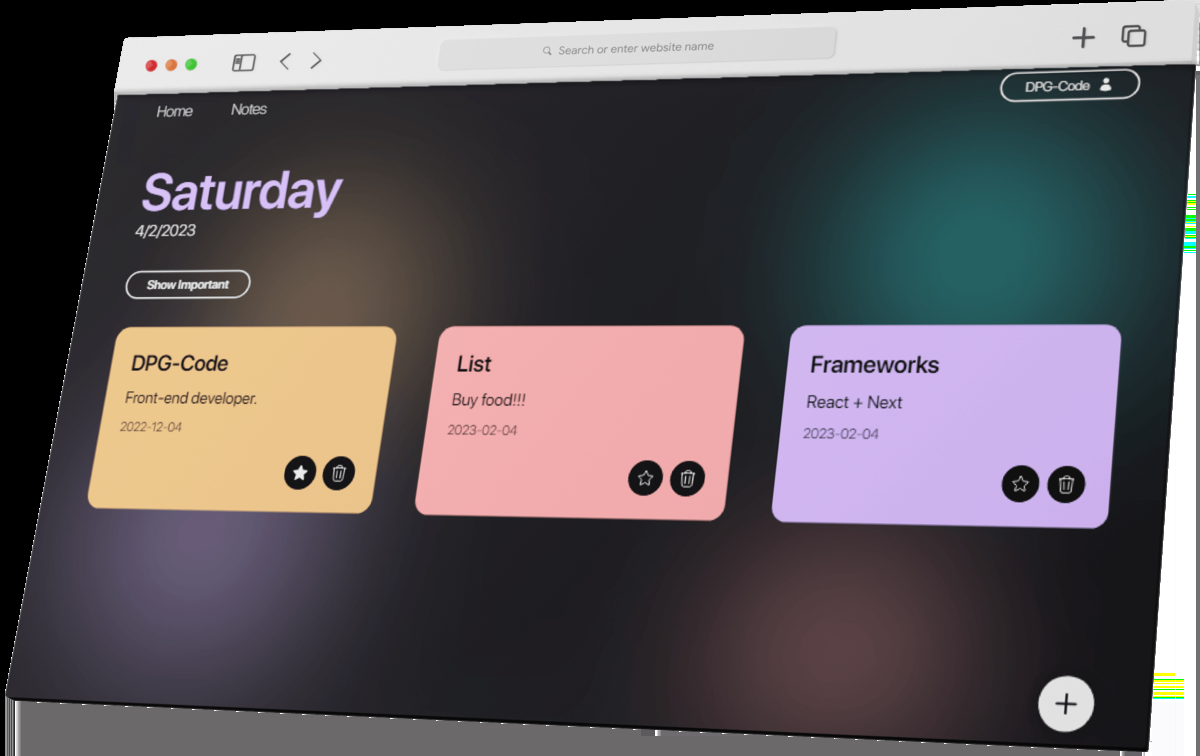 Search or enter website name
DPG-Code
Home Notes
Saturday
4/2/2023
Show Important
DPG-Code
Front-end developer.
2022-12-04
List
Buy food!!!
2023-02-04
Frameworks
React + Next
2023-02-04